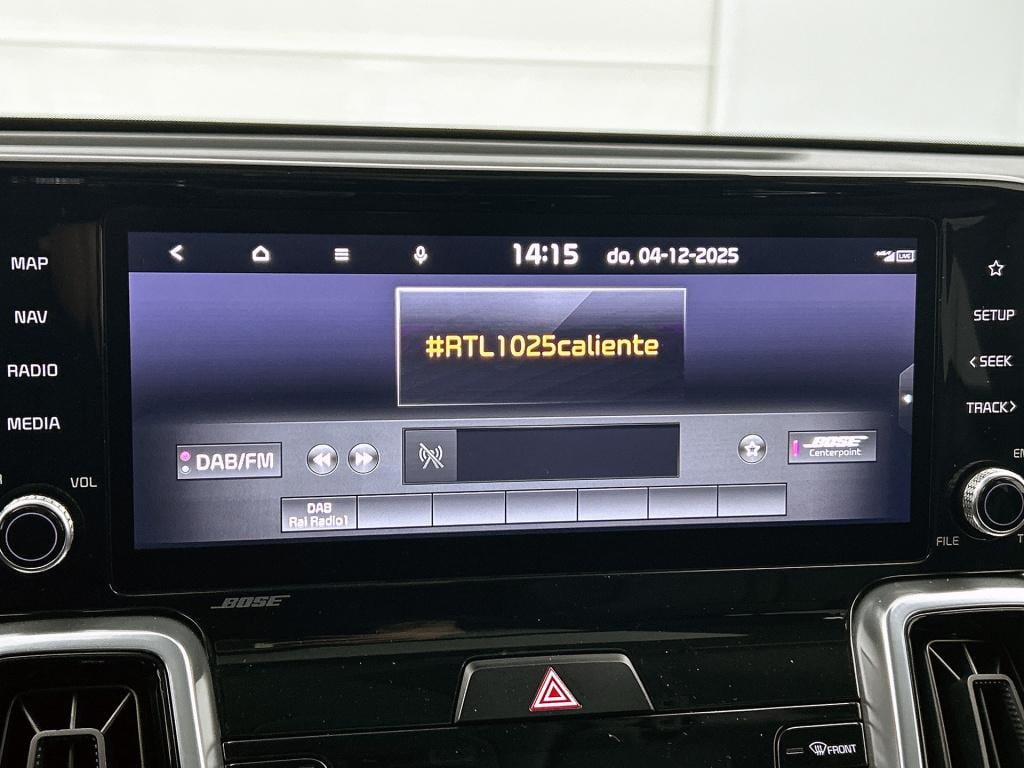 14:15 do, 04-12-2025 LIVE
MAP
NAV
RADIO
MEDIA
VOL
#RTL1025caliente
DAB/FM
BOSE
Centerpoint
DAB
Rai Radio1
SETUP
< SEEK
TRACK >
FILE
BOSE
FRONT